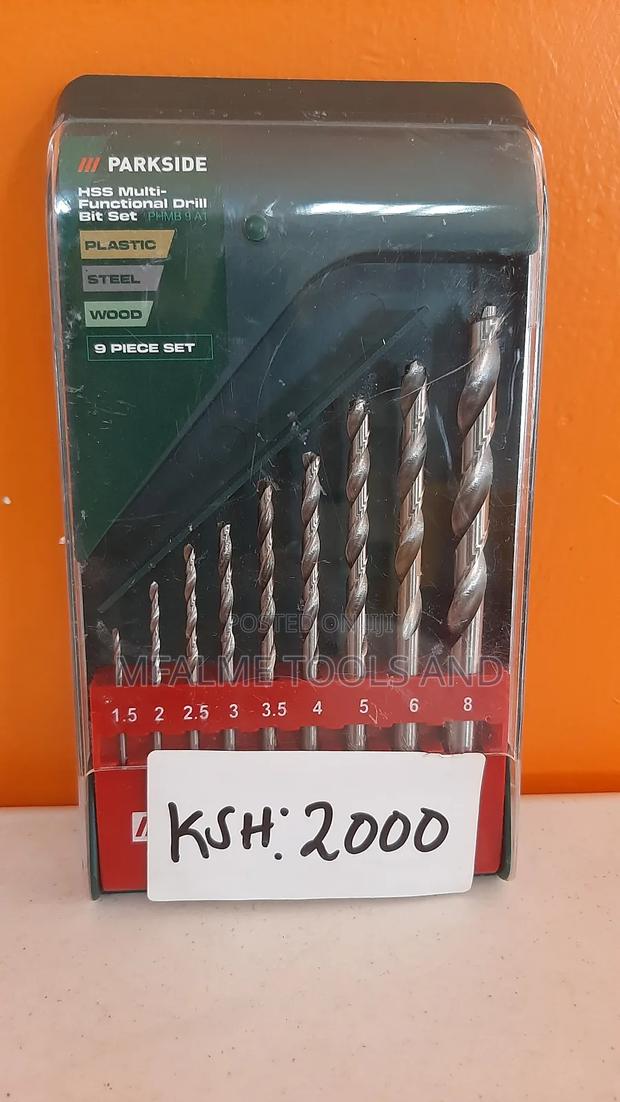 /// PARKSIDE
HSS Multi-
Functional Drill
Bit Set PHMB 9 A1
PLASTIC
STEEL
WOOD
9 PIECE SET
POSTED ON JIJI
MFALME TOOLS AND
1.5 2 2.5 3 3.5 4 5 6 8
KSH: 2000